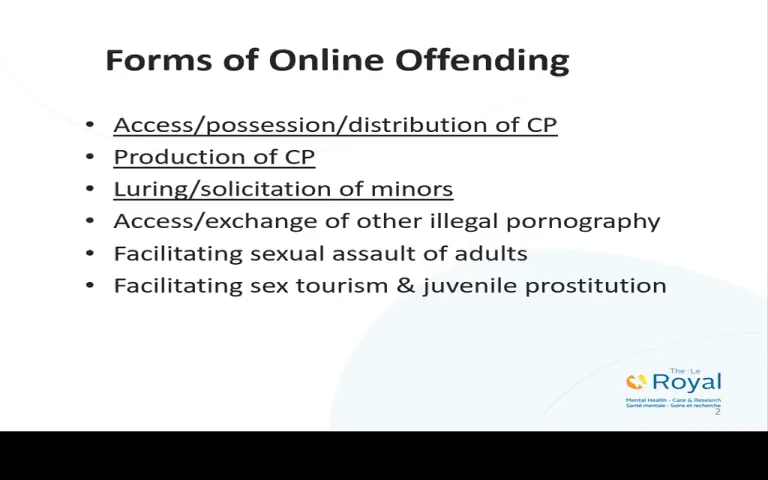 Forms of Online Offending
• Access/possession/distribution of CP
• Production of CP
• Luring/solicitation of minors
• Access/exchange of other illegal pornography
• Facilitating sexual assault of adults
• Facilitating sex tourism & juvenile prostitution
The | Le
Royal
Mental Health - Care & Research
Santé mentale - Soins et recherche
2